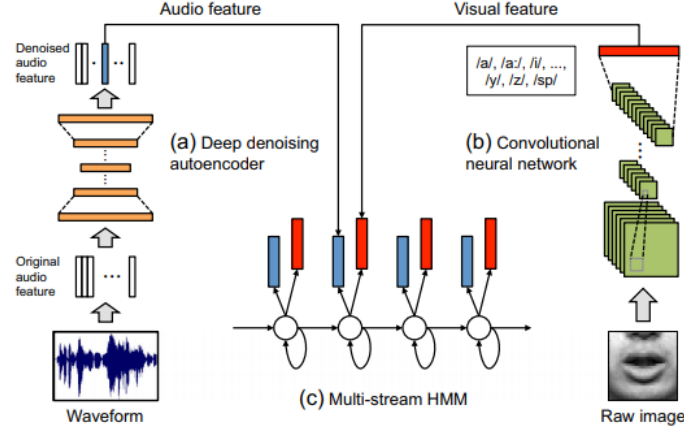 Audio feature
Visual feature
Denoised
audio
feature
/a/, /a:/, /i/, ...,
/y/, /z/, /sp/
(a) Deep denoising
autoencoder
(b) Convolutional
neural network
Original
audio
feature
(c) Multi-stream HMM
Waveform
Raw image